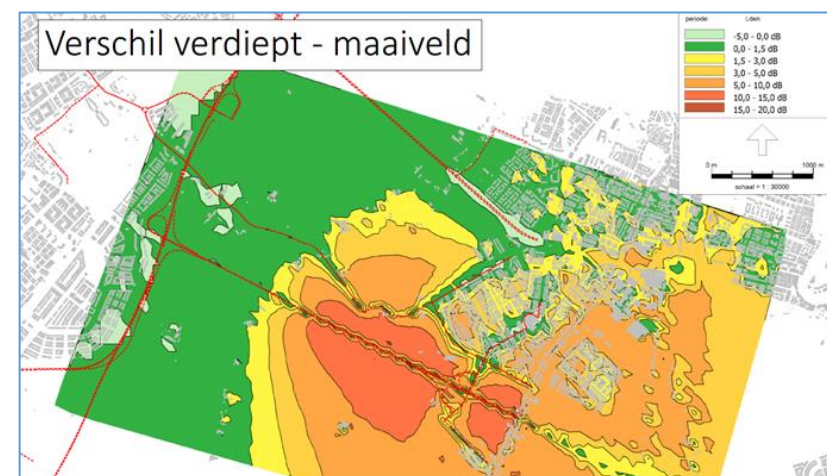 Verschil verdiept - maaiveld
periode Lden
-5,0 - 0,0 dB
0,0 - 1,5 dB
1,5 - 3,0 dB
3,0 - 5,0 dB
5,0 - 10,0 dB
10,0 - 15,0 dB
15,0 - 20,0 dB
0 m 1000 m
schaal = 1 : 30000